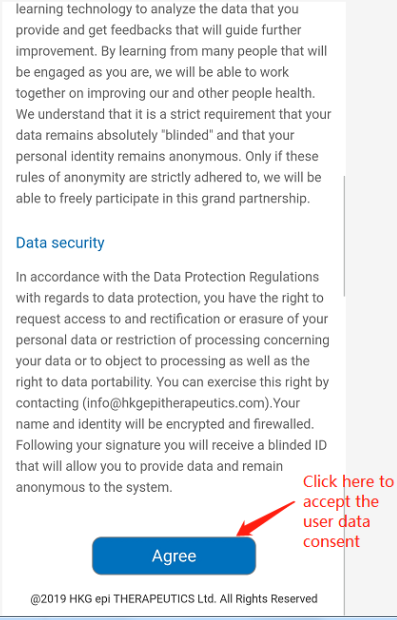 learning technology to analyze the data that you
provide and get feedbacks that will guide further
improvement. By learning from many people that will
be engaged as you are, we will be able to work
together on improving our and other people health.
We understand that it is a strict requirement that your
data remains absolutely "blinded" and that your
personal identity remains anonymous. Only if these
rules of anonymity are strictly adhered to, we will be
able to freely participate in this grand partnership.
Data security
In accordance with the Data Protection Regulations
with regards to data protection, you have the right to
request access to and rectification or erasure of your
personal data or restriction of processing concerning
your data or to object to processing as well as the
right to data portability. You can exercise this right by
contacting (info@hkgepitherapeutics.com).Your
name and identity will be encrypted and firewalled.
Following your signature you will receive a blinded ID
that will allow you to provide data and remain
anonymous to the system.
Click here to
accept the
user data
consent
Agree
@2019 HKG epi THERAPEUTICS Ltd. All Rights Reserved